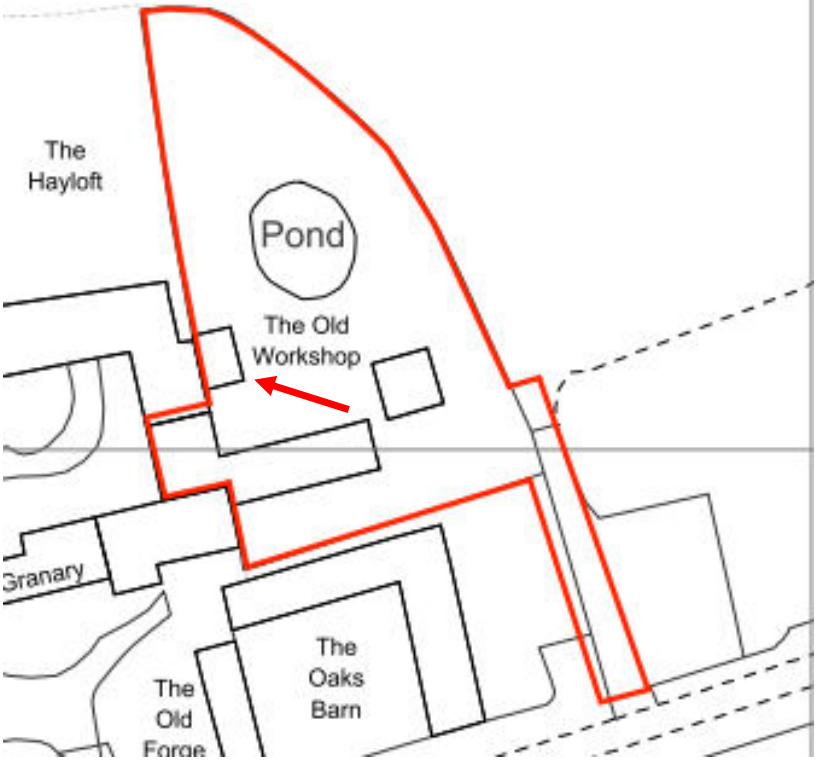 The
Hayloft
Pond
The Old
Workshop
Granary
The
Oaks
Barn
The
Old
Forge